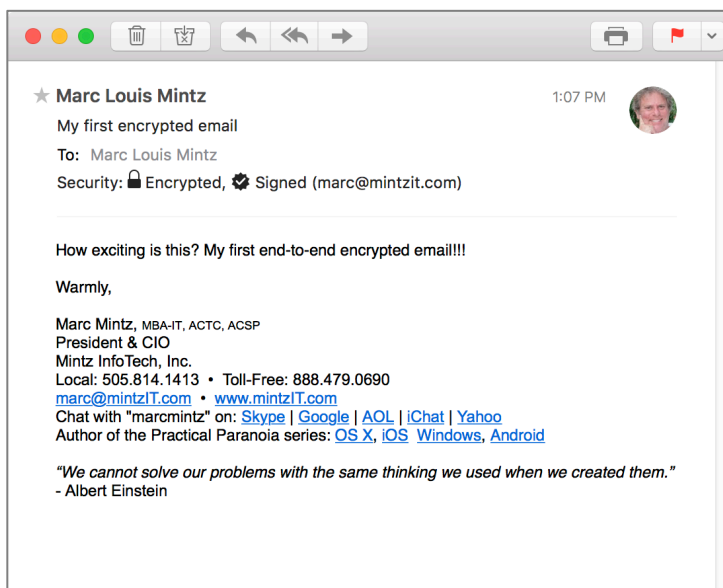 Marc Louis Mintz
1:07 PM
My first encrypted email
To: Marc Louis Mintz
Security: Encrypted, Signed (marc@mintzit.com)
How exciting is this? My first end-to-end encrypted email!!!
Warmly,
Marc Mintz, MBA-IT, ACTC, ACSP
President & CIO
Mintz InfoTech, Inc.
Local: 505.814.1413 • Toll-Free: 888.479.0690
marc@mintzIT.com • www.mintzIT.com
Chat with "marcmintz" on: Skype | Google | AOL | iChat | Yahoo
Author of the Practical Paranoia series: OS X, iOS Windows, Android
“We cannot solve our problems with the same thinking we used when we created them.”
- Albert Einstein